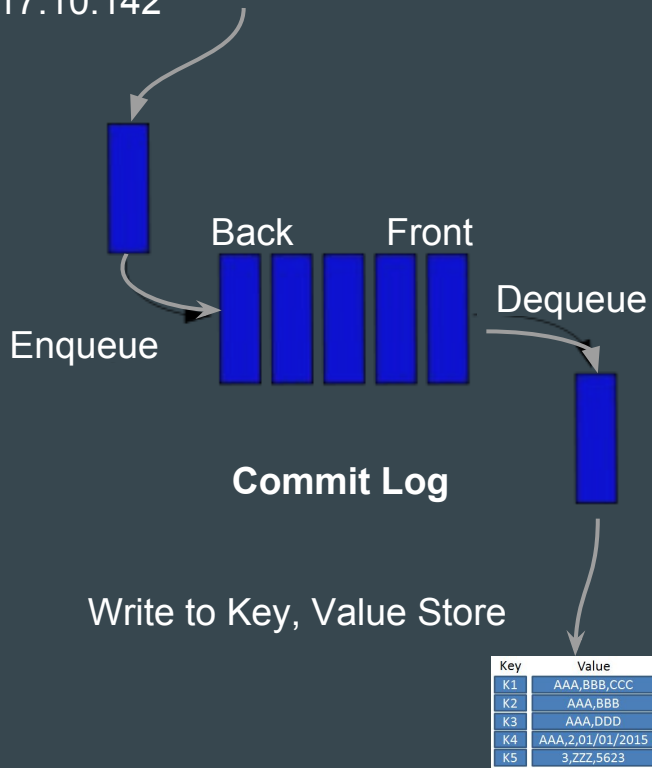 17.10.142
Back Front
Dequeue
Enqueue
Commit Log
Write to Key, Value Store
Key Value
K1 AAA,BBB,CCC
K2 AAA,BBB
K3 AAA,DDD
K4 AAA,2,01/01/2015
K5 3,ZZZ,5623